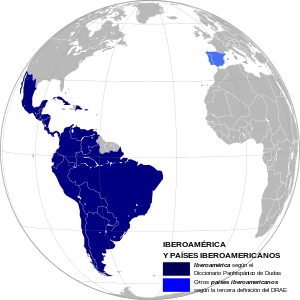 IBEROAMÉRICA
Y PAÍSES IBEROAMERICANOS
Iberoamérica según el
Diccionario Panhispánico de Dudas
Otros países iberoamericanos
según la tercera definición del DRAE